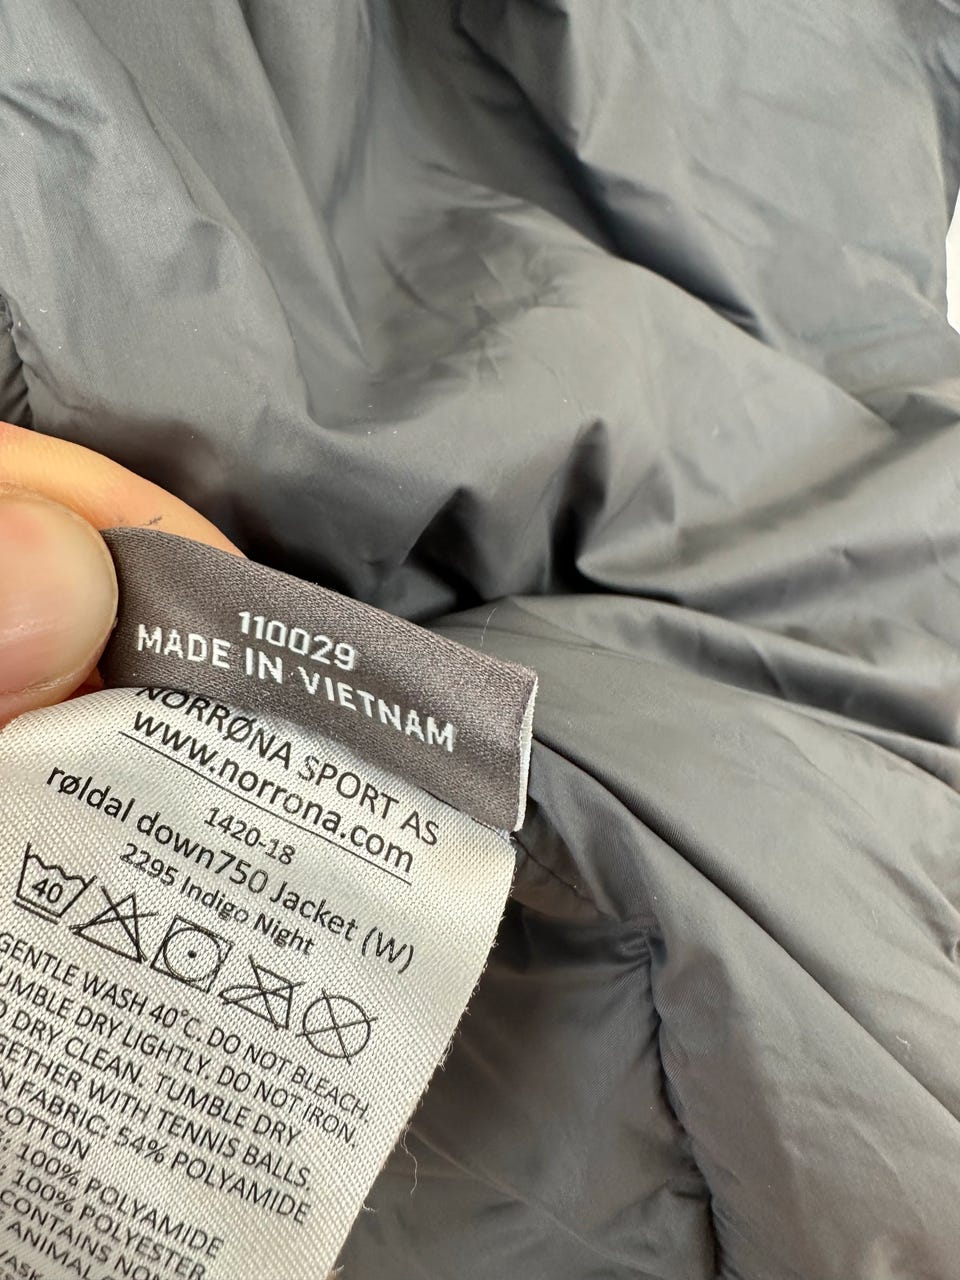 110029
MADE IN VIETNAM
NORRØNA SPORT AS
www.norrona.com
1420-18
røldal down750 Jacket (W)
2295 Indigo Night
40
GENTLE WASH 40°C. DO NOT BLEACH.
UMBLE DRY LIGHTLY. DO NOT IRON.
DRY CLEAN. TUMBLE DRY
GETHER WITH TENNIS BALLS.
N FABRIC: 54% POLYAMIDE
COTTON
: 100% POLYAMIDE
: 100% POLYESTER
CONTAINS NON
ANIMAL